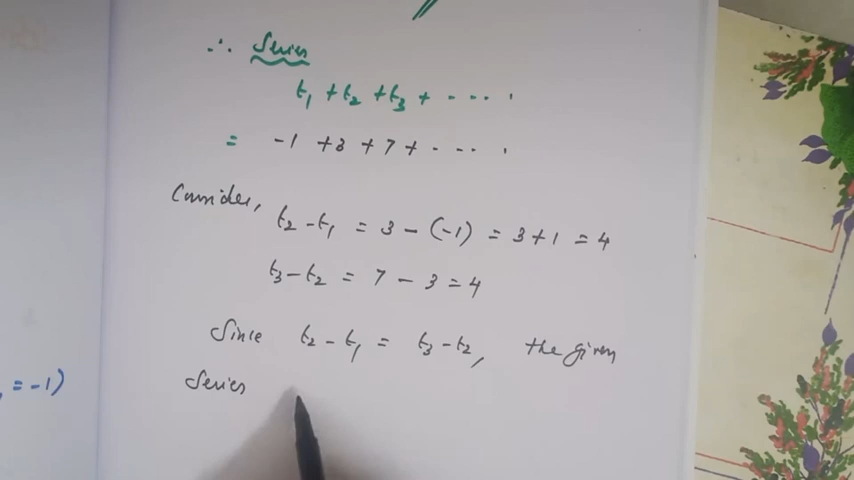 ∴ Series
t₁ + t₂ + t₃ + ....
= -1 + 3 + 7 + ....
Consider,
t₂ - t₁ = 3 - (-1) = 3 + 1 = 4
t₃ - t₂ = 7 - 3 = 4
Since t₂ - t₁ = t₃ - t₂, the given
Series
= -1)